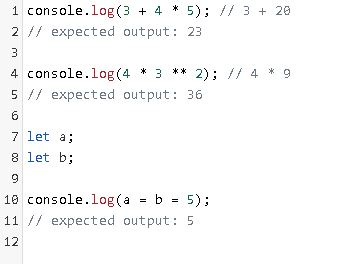 1 console.log(3 + 4 * 5); // 3 + 20
2 // expected output: 23
3
4 console.log(4 * 3 ** 2); // 4 * 9
5 // expected output: 36
6
7 let a;
8 let b;
9
10 console.log(a = b = 5);
11 // expected output: 5
12